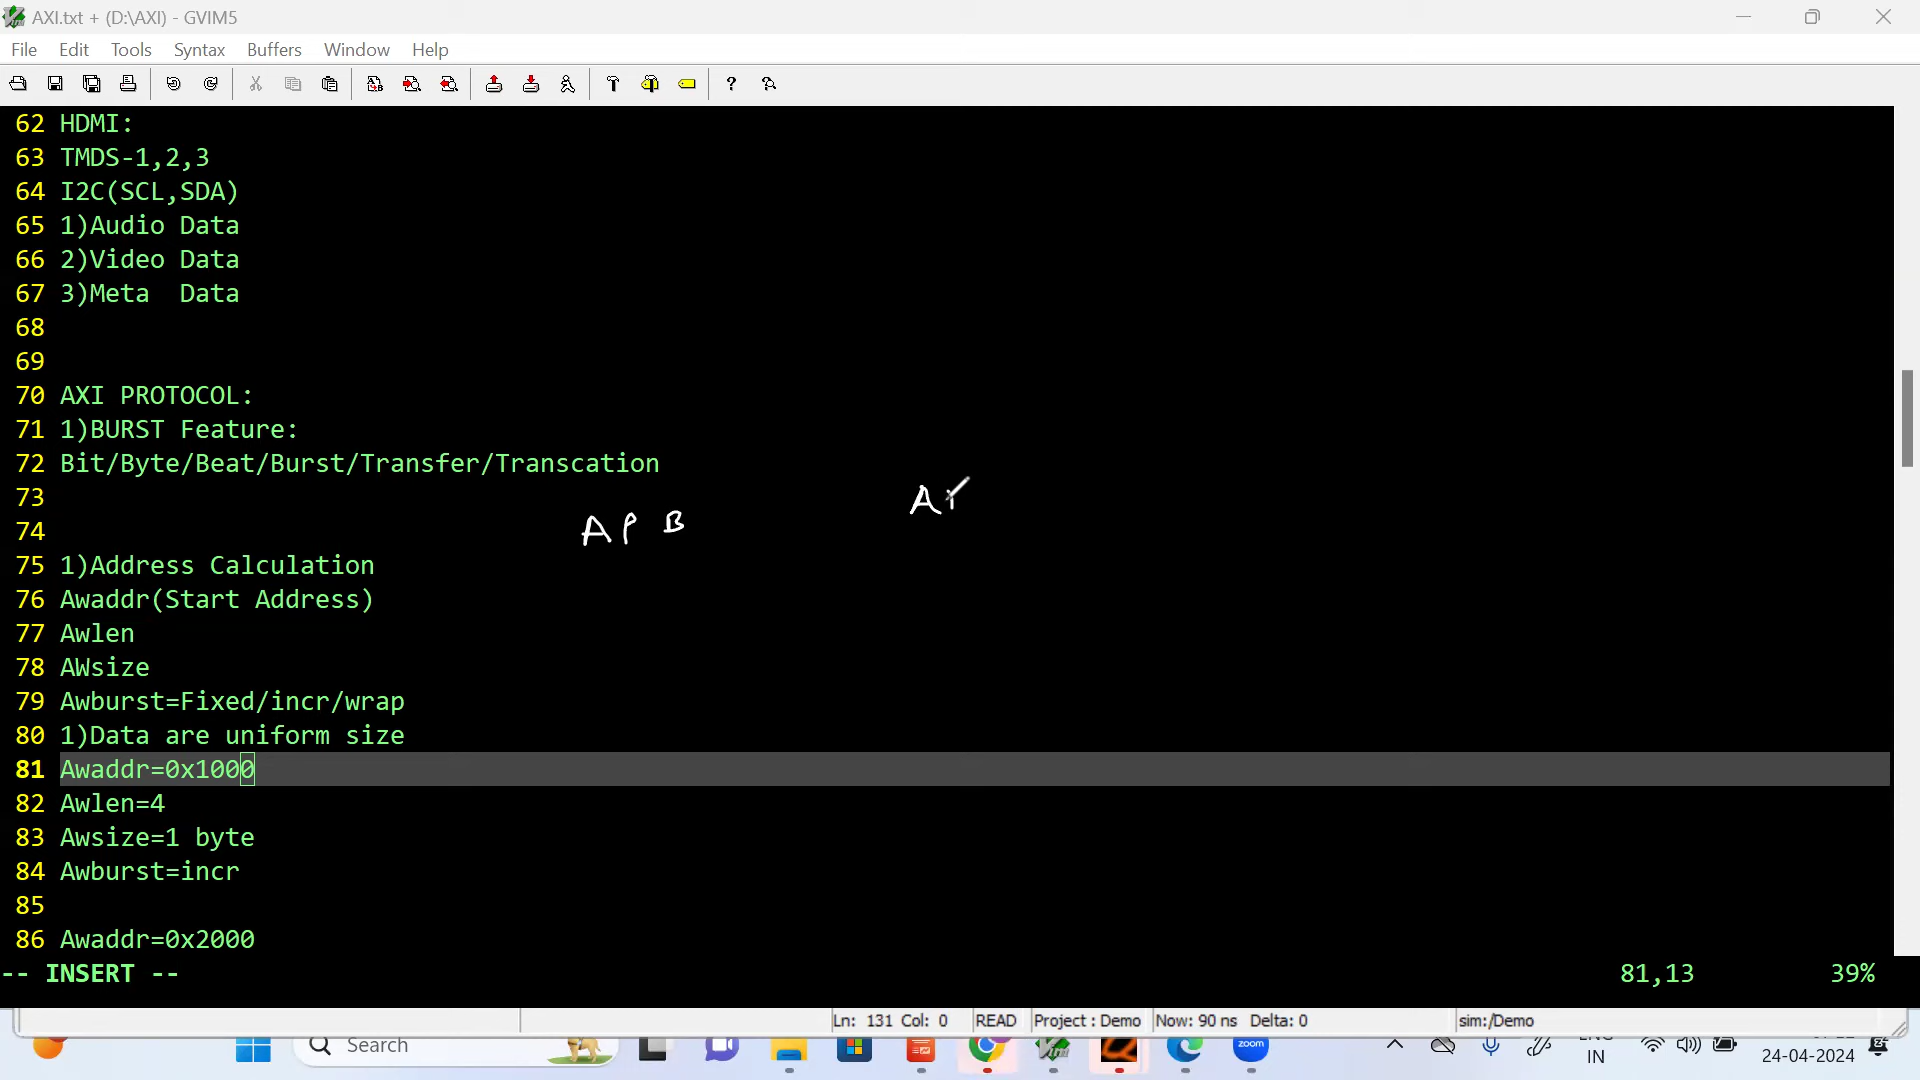 AXI.txt + (D:\AXI) - GVIM5
File Edit Tools Syntax Buffers Window Help
62 HDMI:
63 TMDS-1,2,3
64 I2C(SCL,SDA)
65 1)Audio Data
66 2)Video Data
67 3)Meta  Data
68
69
70 AXI PROTOCOL:
71 1)BURST Feature:
72 Bit/Byte/Beat/Burst/Transfer/Transcation
73
74
A P B
75 1)Address Calculation
76 Awaddr(Start Address)
77 Awlen
78 AWsize
79 Awburst=Fixed/incr/wrap
80 1)Data are uniform size
81 Awaddr=0x1000
82 Awlen=4
83 Awsize=1 byte
84 Awburst=incr
85
86 Awaddr=0x2000
-- INSERT -- 81,13 39%
Ln: 131 Col: 0 READ Project : Demo Now: 90 ns Delta: 0 sim:/Demo
Search zoom
IN 24-04-2024